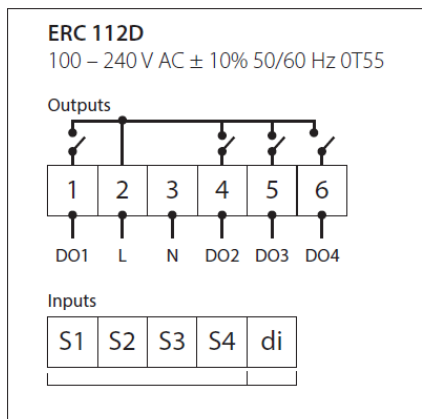 ERC 112D
100 – 240 V AC ± 10% 50/60 Hz 0T55
Outputs
1 2 3 4 5 6
DO1 L N DO2 DO3 DO4
Inputs
S1 S2 S3 S4 di